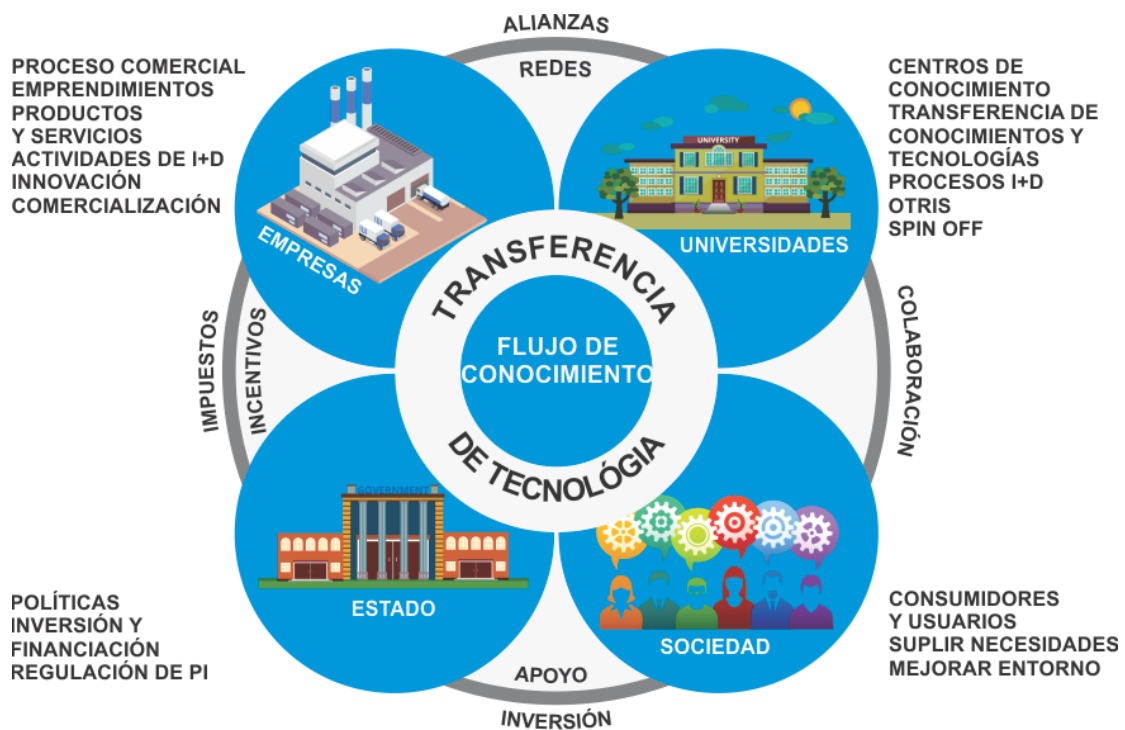 ALIANZAS
REDES
PROCESO COMERCIAL
EMPRENDIMIENTOS
PRODUCTOS
Y SERVICIOS
ACTIVIDADES DE I+D
INNOVACIÓN
COMERCIALIZACIÓN
EMPRESAS
UNIVERSITY
UNIVERSIDADES
CENTROS DE
CONOCIMIENTO
TRANSFERENCIA DE
CONOCIMIENTOS Y
TECNOLOGÍAS
PROCESOS I+D
OTRIS
SPIN OFF
IMPUESTOS
INCENTIVOS
TRANSFERENCIA
FLUJO DE
CONOCIMIENTO
DE TECNOLÓGIA
COLABORACIÓN
GOVERNMENT
ESTADO
POLÍTICAS
INVERSIÓN Y
FINANCIACIÓN
REGULACIÓN DE PI
SOCIEDAD
CONSUMIDORES
Y USUARIOS
SUPLIR NECESIDADES
MEJORAR ENTORNO
APOYO
INVERSIÓN